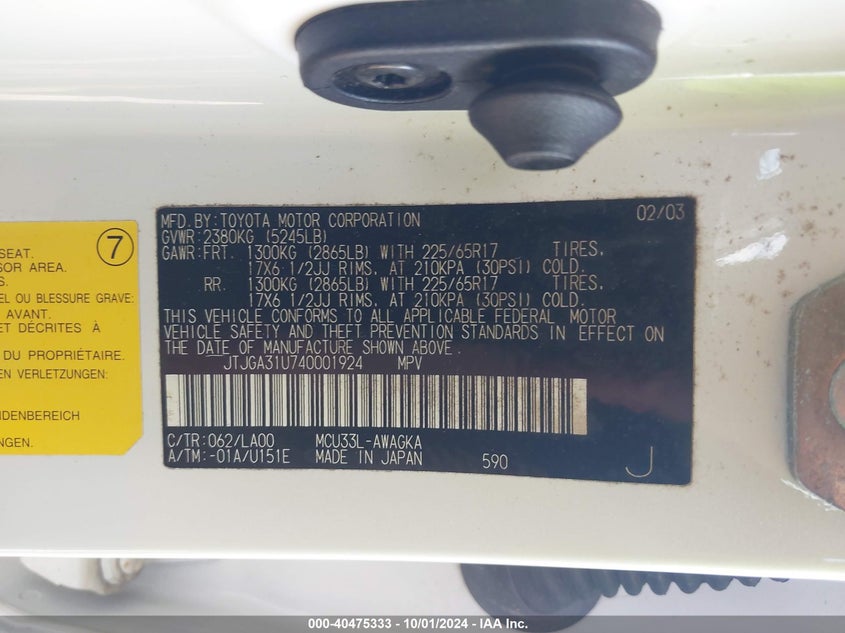 7
SEAT.
SOR AREA.
S.
EL OU BLESSURE GRAVE:
AVANT.
ET DÉCRITES À
DU PROPIÉTAIRE.
EN VERLETZUNGEN.
NDENBEREICH
MFD.BY:TOYOTA MOTOR CORPORATION 02/03
GVWR:2380KG (5245LB)
GAWR:FRT. 1300KG (2865LB) WITH 225/65R17 TIRES,
17X6 1/2JJ RIMS, AT 210KPA (30PSI) COLD.
RR. 1300KG (2865LB) WITH 225/65R17 TIRES,
17X6 1/2JJ RIMS, AT 210KPA (30PSI) COLD.
THIS VEHICLE CONFORMS TO ALL APPLICABLE FEDERAL MOTOR
VEHICLE SAFETY AND THEFT PREVENTION STANDARDS IN EFFECT ON
THE DATE OF MANUFACTURE SHOWN ABOVE.
JTJGA31U740001924 MPV
C/TR:062/LA00 MCU33L-AWAGKA
A/TM:-01A/U151E MADE IN JAPAN 590 J
000-40475333 - 10/01/2024 - IAA Inc.